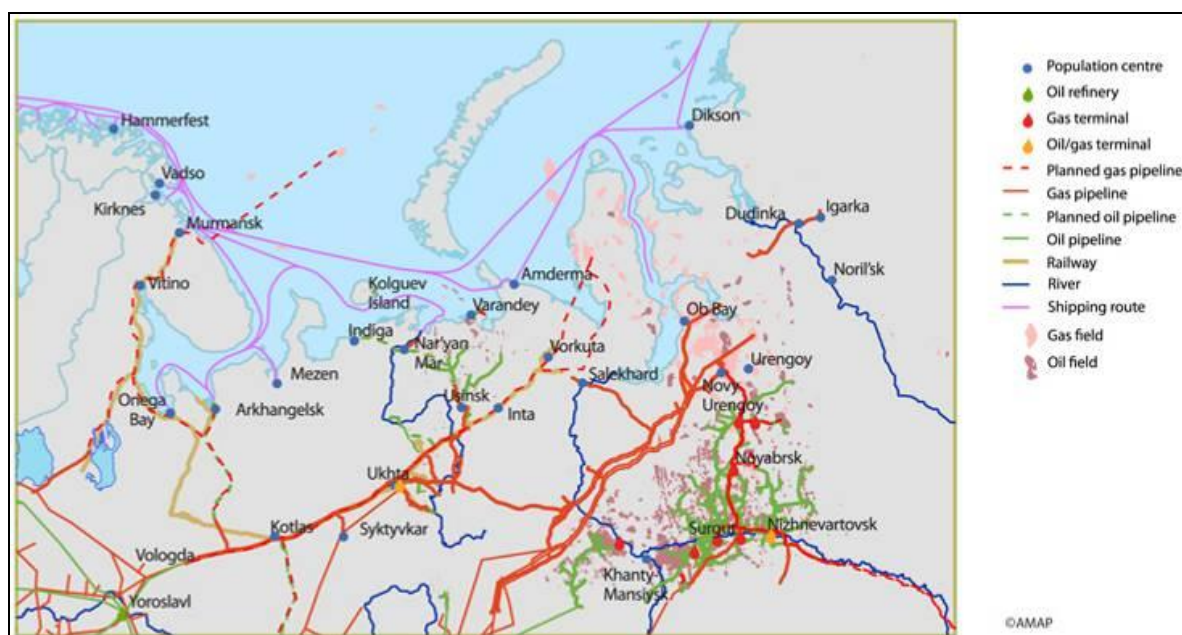 Hammerfest
Dikson
Vadso
Kirknes
Murmansk
Dudinka
Igarka
Noril'sk
Vitino
Kolguev
Island
Amderma
Varandey
Ob Bay
Indiga
Nar'yan
Mar
Vorkuta
Urengoy
Mezen
Salekhard
Novy
Urengoy
Onega
Bay
Arkhangelsk
Usinsk
Inta
Noyabrsk
Ukhta
Kotlas
Syktyvkar
Surgut
Nizhnevartovsk
Vologda
Khanty-
Mansiysk
Yoroslavl
Population centre
Oil refinery
Gas terminal
Oil/gas terminal
Planned gas pipeline
Gas pipeline
Planned oil pipeline
Oil pipeline
Railway
River
Shipping route
Gas field
Oil field
©AMAP